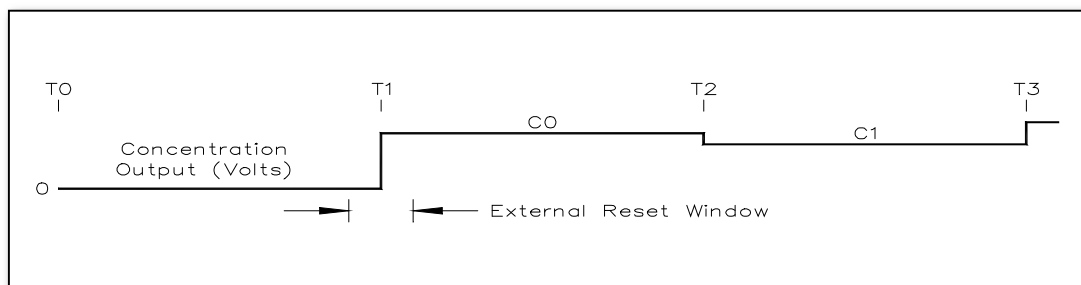 T0 T1 T2 T3
C0
C1
Concentration
Output (Volts)
0
External Reset Window